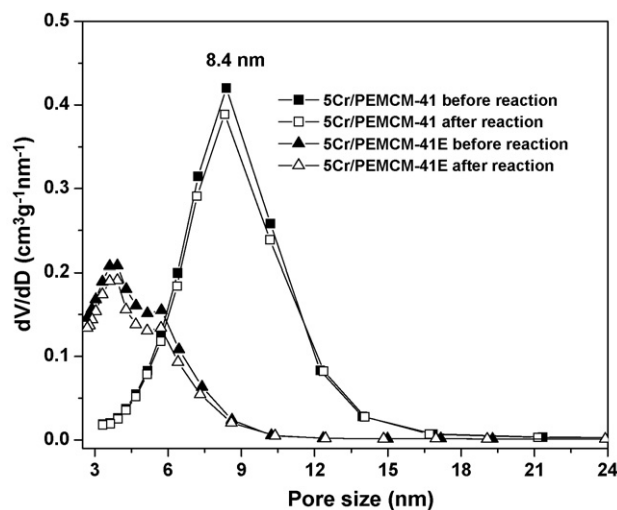 0.5
0.4
0.3
0.2
0.1
0.0
dV/dD (cm³g⁻¹nm⁻¹)
8.4 nm
5Cr/PEMCM-41 before reaction
5Cr/PEMCM-41 after reaction
5Cr/PEMCM-41E before reaction
5Cr/PEMCM-41E after reaction
3 6 9 12 15 18 21 24
Pore size (nm)